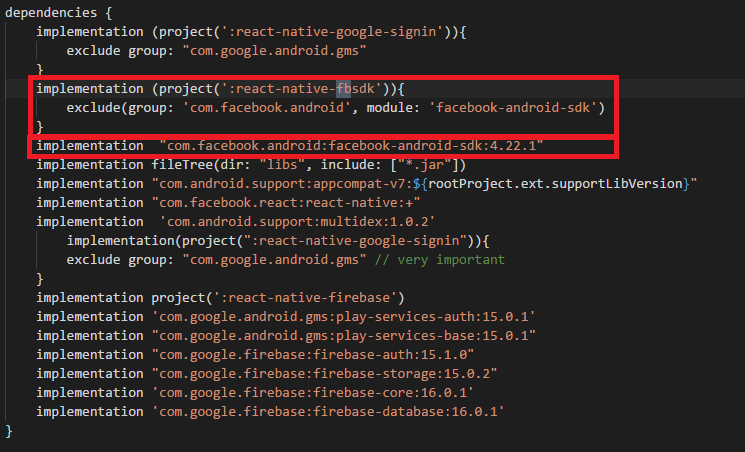 dependencies {
implementation (project(':react-native-google-signin')){
exclude group: "com.google.android.gms"
}
implementation (project(':react-native-fbsdk')){
exclude(group: 'com.facebook.android', module: 'facebook-android-sdk')
}
implementation  "com.facebook.android:facebook-android-sdk:4.22.1"
implementation fileTree(dir: "libs", include: ["*.jar"])
implementation "com.android.support:appcompat-v7:${rootProject.ext.supportLibVersion}"
implementation "com.facebook.react:react-native:+"
implementation  'com.android.support:multidex:1.0.2'
implementation(project(":react-native-google-signin")){
exclude group: "com.google.android.gms" // very important
}
implementation project(':react-native-firebase')
implementation 'com.google.android.gms:play-services-auth:15.0.1'
implementation "com.google.android.gms:play-services-base:15.0.1"
implementation "com.google.firebase:firebase-auth:15.1.0"
implementation "com.google.firebase:firebase-storage:15.0.2"
implementation 'com.google.firebase:firebase-core:16.0.1'
implementation 'com.google.firebase:firebase-database:16.0.1'
}